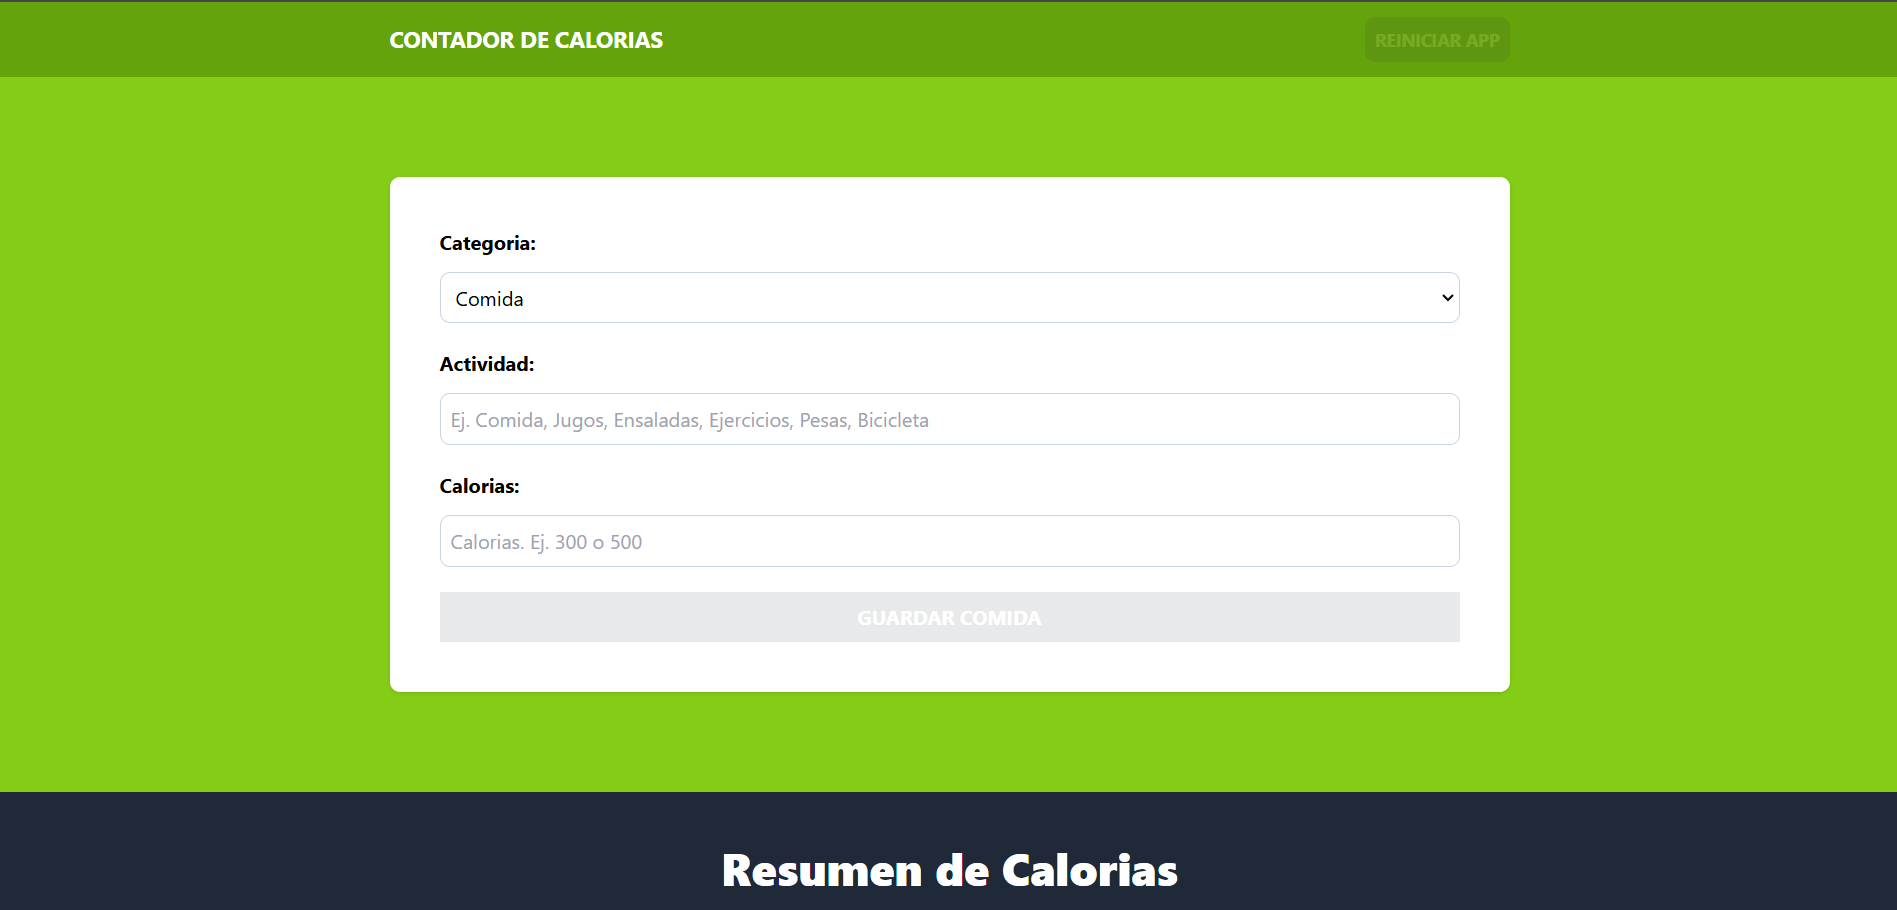 CONTADOR DE CALORIAS
REINICIAR APP
Categoria:
Comida
Actividad:
Ej. Comida, Jugos, Ensaladas, Ejercicios, Pesas, Bicicleta
Calorias:
Calorias. Ej. 300 o 500
GUARDAR COMIDA
Resumen de Calorias